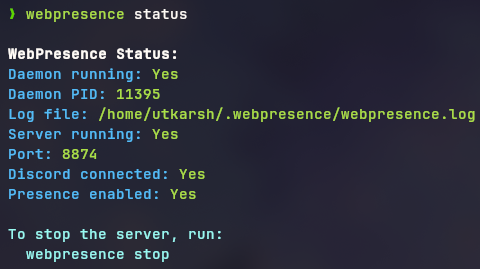 ❯ webpresence status
WebPresence Status:
Daemon running: Yes
Daemon PID: 11395
Log file: /home/utkarsh/.webpresence/webpresence.log
Server running: Yes
Port: 8874
Discord connected: Yes
Presence enabled: Yes
To stop the server, run:
webpresence stop